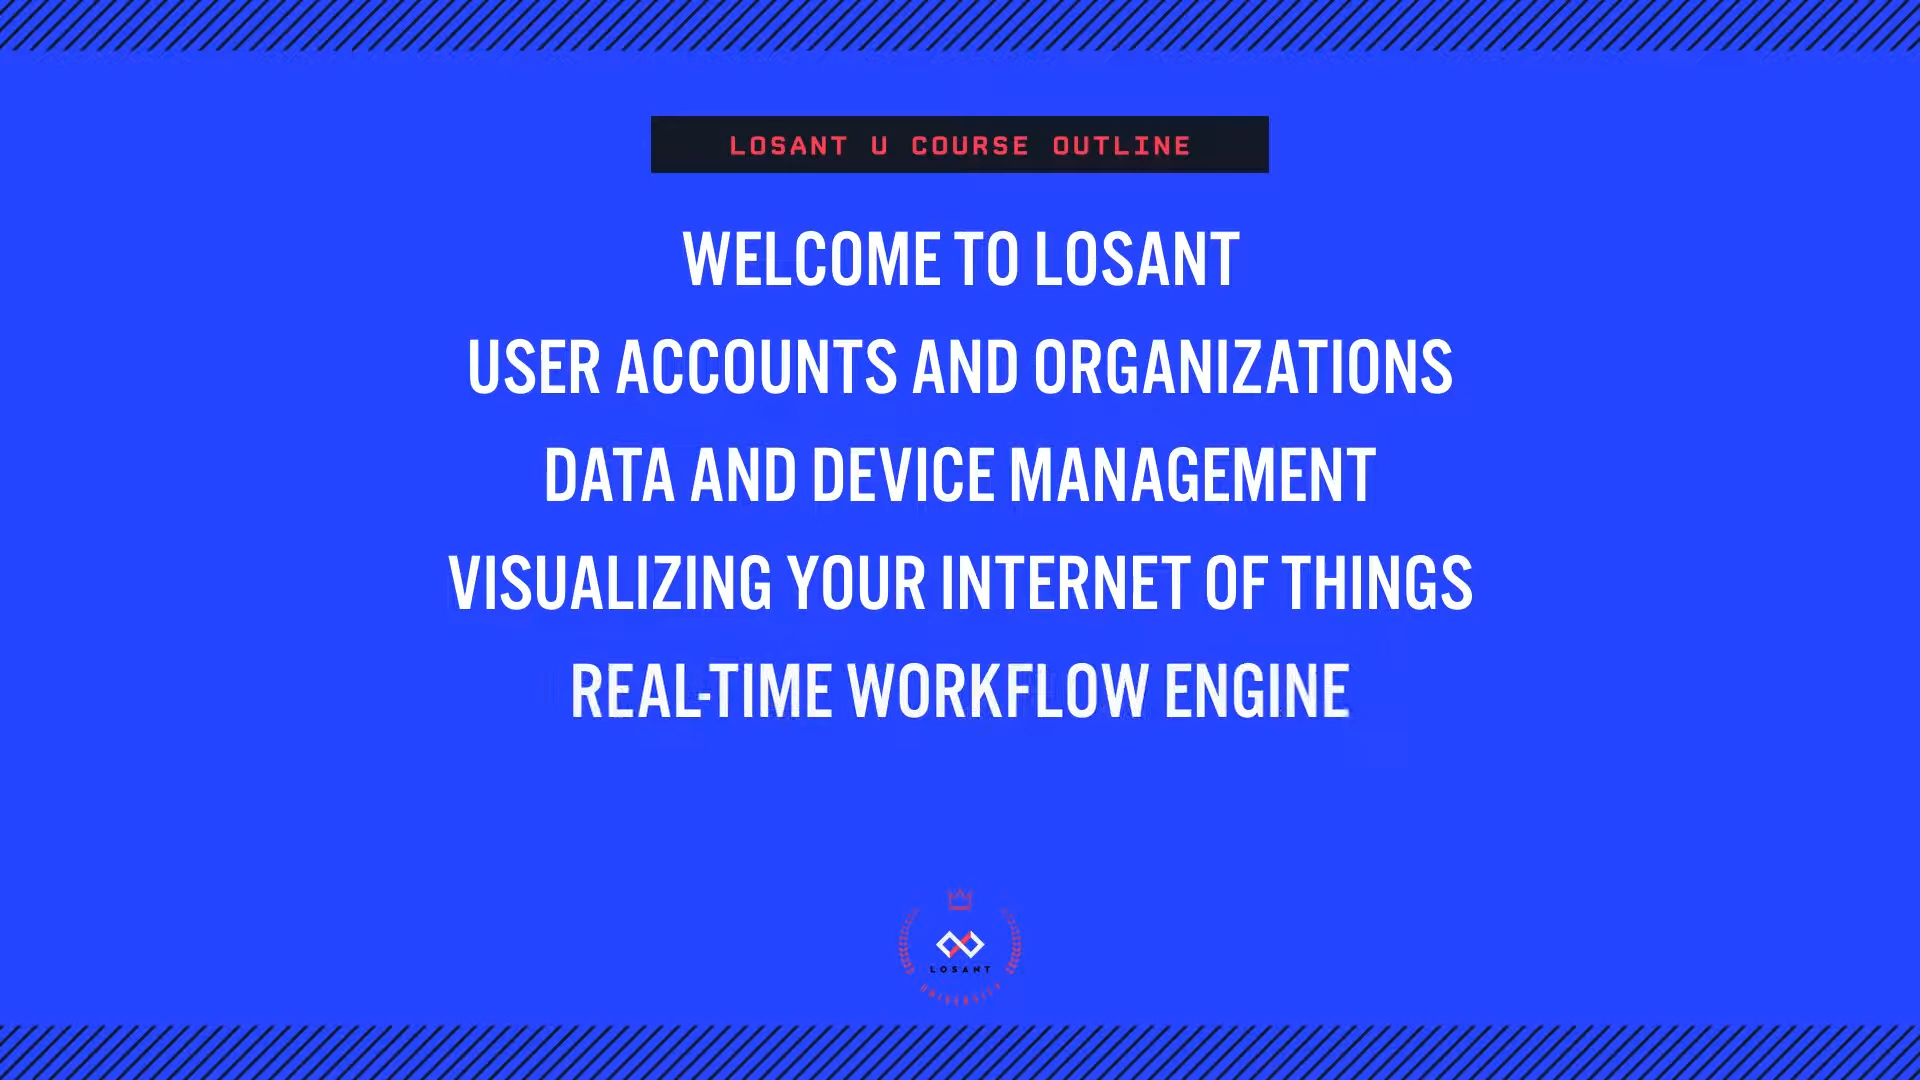 LOSANT U COURSE OUTLINE
WELCOME TO LOSANT
USER ACCOUNTS AND ORGANIZATIONS
DATA AND DEVICE MANAGEMENT
VISUALIZING YOUR INTERNET OF THINGS
REAL-TIME WORKFLOW ENGINE
LOSANT
UNIVERSITY